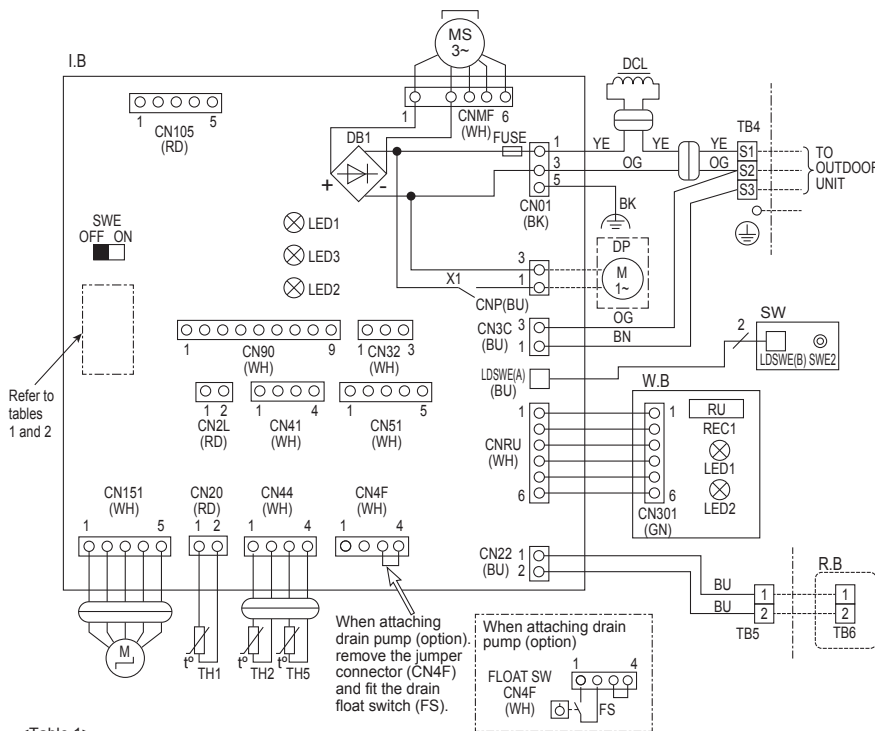 I.B
MS
3~
1 CNMF 6
(WH)
1 5
CN105
(RD)
DB1
+ -
FUSE
1
3
5
CN01
(BK)
DCL
YE YE YE
OG OG
TB4
S1
S2
S3
TO
OUTDOOR
UNIT
BK
SWE
OFF ON
LED1
LED3
LED2
DP
M
1~
3
1
X1
CNP(BU)
OG
CN3C 3
(BU) 1
BN
2
SW
LDSWE(B) SWE2
LDSWE(A)
(BU)
Refer to
tables
1 and 2
1 9
CN90
(WH)
1 3
CN32
(WH)
1 2
CN2L
(RD)
1 4
CN41
(WH)
1 5
CN51
(WH)
W.B
1
CNRU
(WH)
6
1
6
CN301
(GN)
RU
REC1
LED1
LED2
CN151
(WH)
1 5
CN20
(RD)
1 2
CN44
(WH)
1 4
CN4F
(WH)
1 4
CN22 1
(BU) 2
BU
BU
1
2
TB5
R.B
1
2
TB6
M
t° TH1
t° TH2
t° TH5
When attaching
drain pump (option).
remove the jumper
connector (CN4F)
and fit the drain
float switch (FS).
When attaching drain
pump (option)
1 4
FLOAT SW
CN4F
(WH)
FS